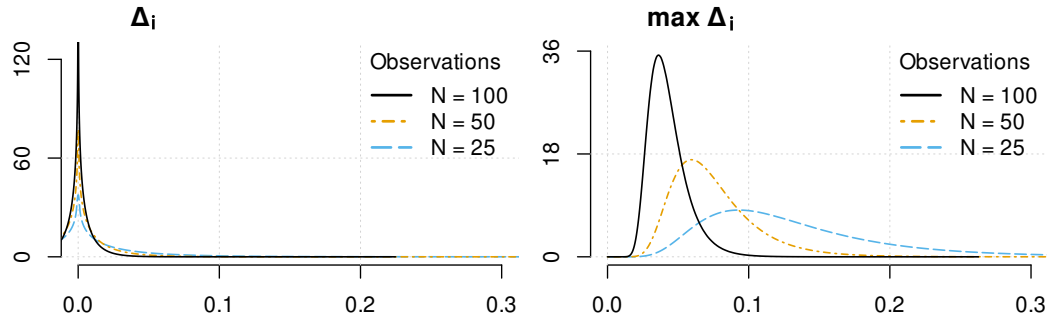 Δi
120
60
0
0.0 0.1 0.2 0.3
Observations
N = 100
N = 50
N = 25
max Δi
36
18
0
0.0 0.1 0.2 0.3
Observations
N = 100
N = 50
N = 25